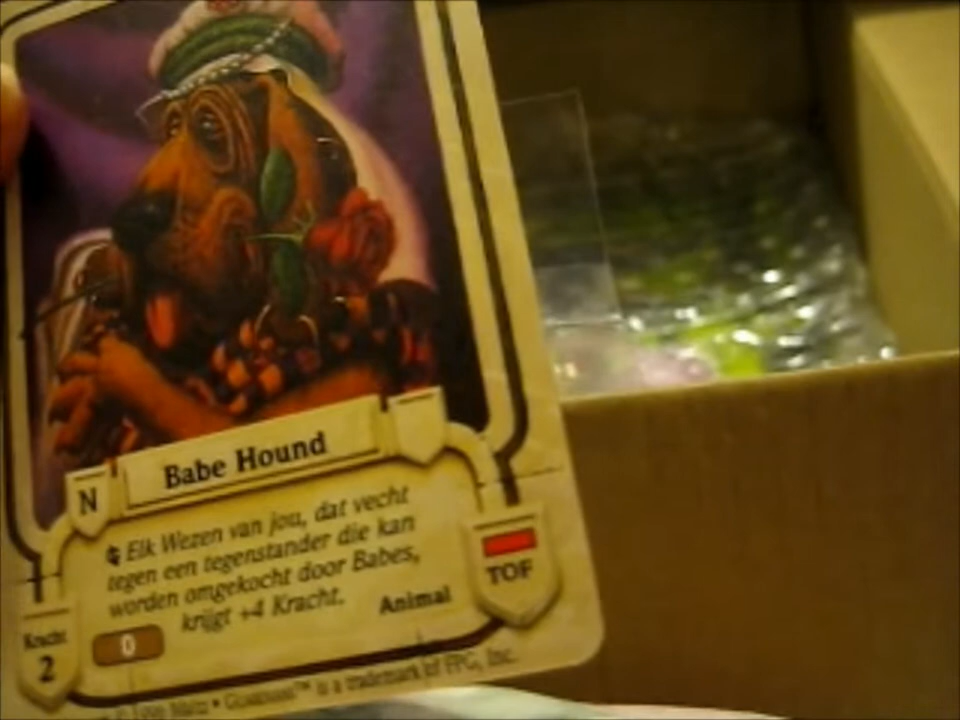 Babe Hound
N
Elk Wezen van jou, dat vecht
tegen een tegenstander die kan
worden omgekocht door Babes,
krijgt +4 Kracht.
Animal
TOF
Kracht
2
0
is a trademark of FPG, Inc.